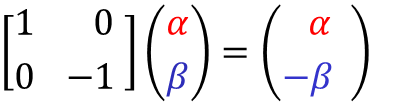 [1 0; 0 −1] (α; β) = (α; −β)